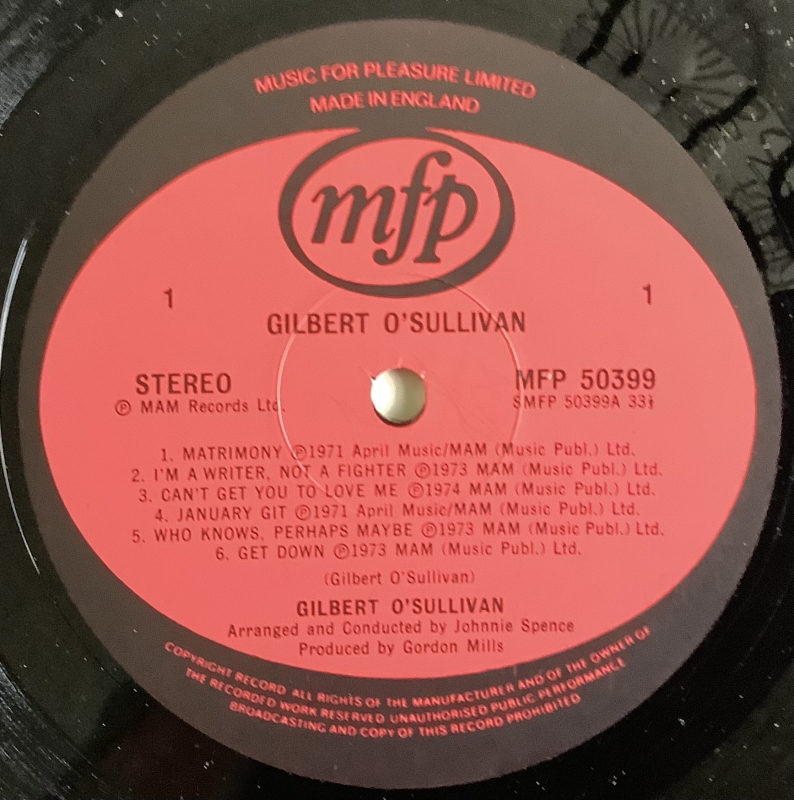 MUSIC FOR PLEASURE LIMITED
MADE IN ENGLAND
mfp
1 1
GILBERT O'SULLIVAN
STEREO MFP 50399
Ⓟ MAM Records Ltd. SMFP 50399A 33⅓
1. MATRIMONY Ⓟ1971 April Music/MAM (Music Publ.) Ltd.
2. I'M A WRITER, NOT A FIGHTER Ⓟ1973 MAM (Music Publ.) Ltd.
3. CAN'T GET YOU TO LOVE ME Ⓟ1974 MAM (Music Publ.) Ltd.
4. JANUARY GIT Ⓟ1971 April Music/MAM (Music Publ.) Ltd.
5. WHO KNOWS, PERHAPS MAYBE Ⓟ1973 MAM (Music Publ.) Ltd.
6. GET DOWN Ⓟ1973 MAM (Music Publ.) Ltd.
(Gilbert O'Sullivan)
GILBERT O'SULLIVAN
Arranged and Conducted by Johnnie Spence
Produced by Gordon Mills
COPYRIGHT RECORD ALL RIGHTS OF THE MANUFACTURER AND OF THE OWNER OF
THE RECORDED WORK RESERVED UNAUTHORISED PUBLIC PERFORMANCE
BROADCASTING AND COPY OF THIS RECORD PROHIBITED